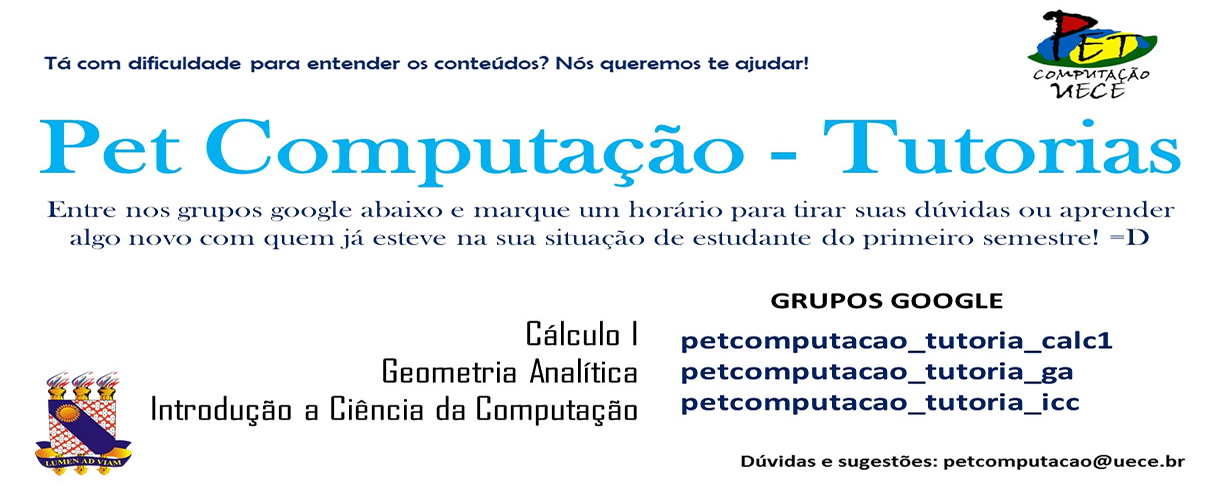 Tá com dificuldade para entender os conteúdos? Nós queremos te ajudar!
PET
COMPUTAÇÃO
UECE
Pet Computação - Tutorias
Entre nos grupos google abaixo e marque um horário para tirar suas dúvidas ou aprender
algo novo com quem já esteve na sua situação de estudante do primeiro semestre! =D
GRUPOS GOOGLE
Cálculo I
petcomputacao_tutoria_calc1
Geometria Analítica
petcomputacao_tutoria_ga
Introdução a Ciência da Computação
petcomputacao_tutoria_icc
LUMEN AD VIAM
Dúvidas e sugestões: petcomputacao@uece.br